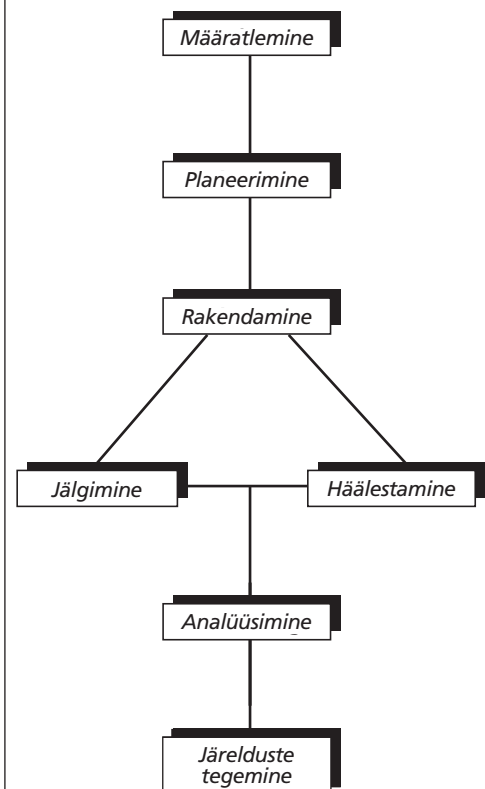 Määratlemine
Planeerimine
Rakendamine
Jälgimine
Häälestamine
Analüüsimine
Järelduste
tegemine